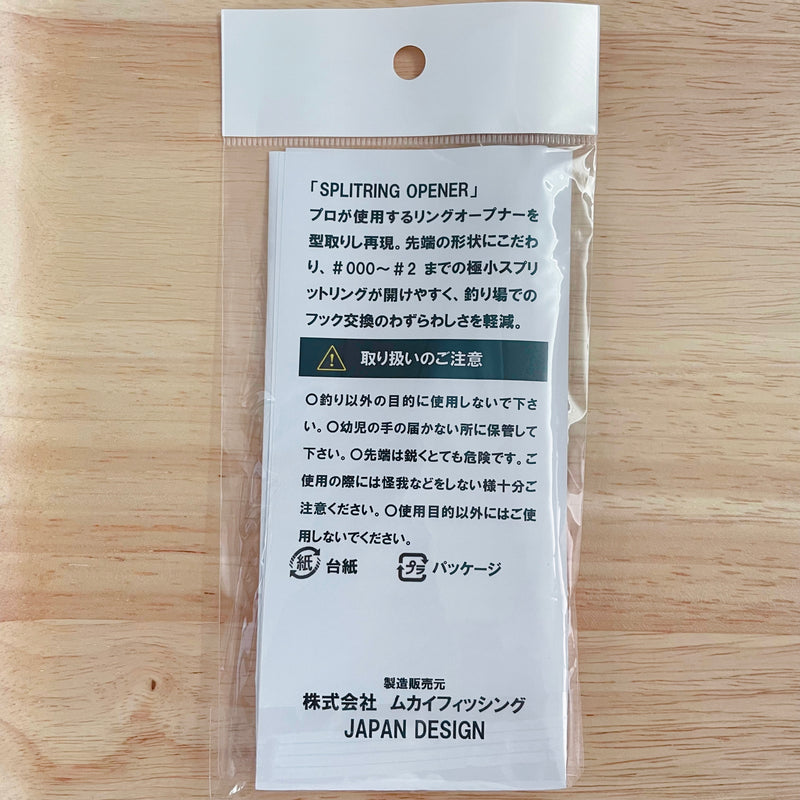 「SPLITRING OPENER」
プロが使用するリングオープナーを
型取りし再現。先端の形状にこだわ
り、#000〜#2 までの極小スプリ
ットリングが開けやすく、釣り場での
フック交換のわずらわしさを軽減。
取り扱いのご注意
○釣り以外の目的に使用しないで下さ
い。○幼児の手の届かない所に保管して
下さい。○先端は鋭くとても危険です。ご
使用の際には怪我などをしない様十分ご
注意ください。○使用目的以外にはご使
用しないでください。
紙 台紙 プラ パッケージ
製造販売元
株式会社 ムカイフィッシング
JAPAN DESIGN